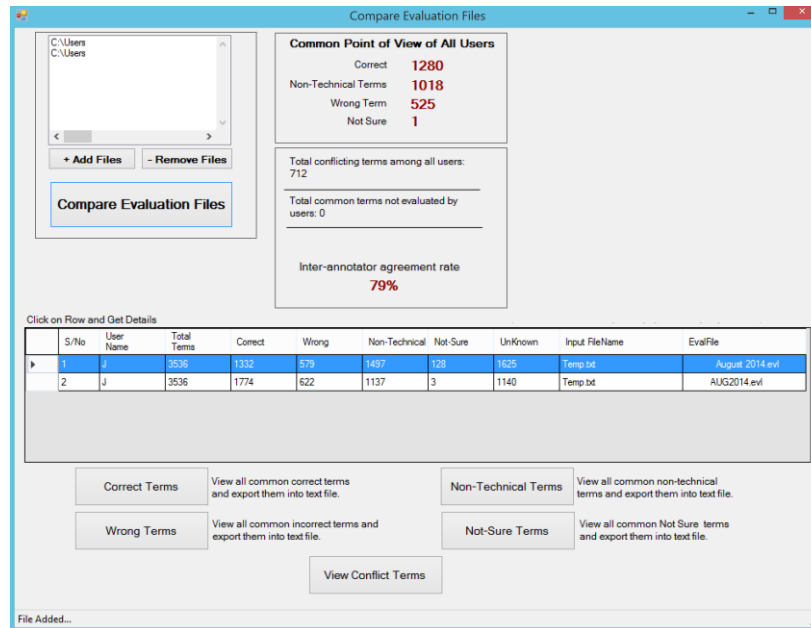 Compare Evaluation Files
C:\Users
C:\Users
+ Add Files
- Remove Files
Compare Evaluation Files
Common Point of View of All Users
Correct 1280
Non-Technical Terms 1018
Wrong Term 525
Not Sure 1
Total conflicting terms among all users:
712
Total common terms not evaluated by
users: 0
Inter-annotator agreement rate
79%
Click on Row and Get Details
S/No User Name Total Terms Correct Wrong Non-Technical Not-Sure UnKnown Input FileName EvalFile
1 J 3536 1332 579 1497 128 1625 Temp.txt August 2014.evl
2 J 3536 1774 622 1137 3 1140 Temp.txt AUG2014.evl
Correct Terms
View all common correct terms
and export them into text file.
Non-Technical Terms
View all common non-technical
terms and export them into text file.
Wrong Terms
View all common incorrect terms and
export them into text file.
Not-Sure Terms
View all common Not Sure terms
and export them into text file.
View Conflict Terms
File Added...